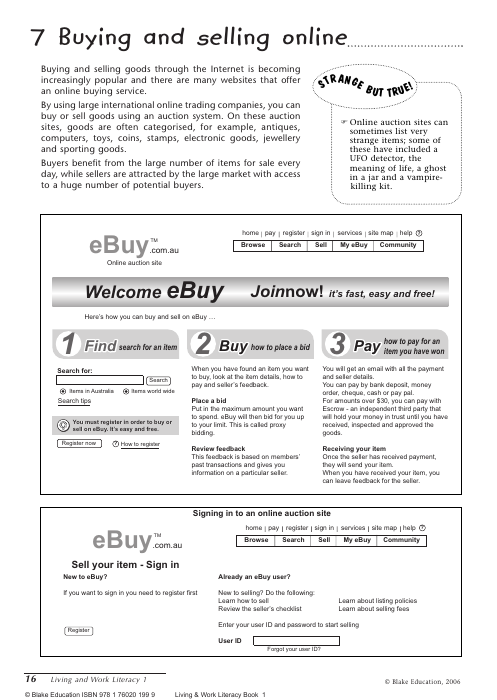 7 Buying and selling online
Buying and selling goods through the Internet is becoming
increasingly popular and there are many websites that offer
an online buying service.
By using large international online trading companies, you can
buy or sell goods using an auction system. On these auction
sites, goods are often categorised, for example, antiques,
computers, toys, coins, stamps, electronic goods, jewellery
and sporting goods.
Buyers benefit from the large number of items for sale every
day, while sellers are attracted by the large market with access
to a huge number of potential buyers.
STRANGE BUT TRUE!
☞ Online auction sites can
sometimes list very
strange items; some of
these have included a
UFO detector, the
meaning of life, a ghost
in a jar and a vampire-
killing kit.
eBuy™.com.au
Online auction site
home | pay | register | sign in | services | site map | help ?
Browse Search Sell My eBuy Community
Welcome eBuy Joinnow! it's fast, easy and free!
Here's how you can buy and sell on eBuy …
1 Find search for an item
Search for:
Search
Items in Australia Items world wide
Search tips
You must register in order to buy or
sell on eBuy. It's easy and free.
Register now ? How to register
2 Buy how to place a bid
When you have found an item you want
to buy, look at the item details, how to
pay and seller's feedback.
Place a bid
Put in the maximum amount you want
to spend. eBuy will then bid for you up
to your limit. This is called proxy
bidding.
Review feedback
This feedback is based on members'
past transactions and gives you
information on a particular seller.
3 Pay how to pay for an
item you have won
You will get an email with all the payment
and seller details.
You can pay by bank deposit, money
order, cheque, cash or pay pal.
For amounts over $30, you can pay with
Escrow - an independent third party that
will hold your money in trust until you have
received, inspected and approved the
goods.
Receiving your item
Once the seller has received payment,
they will send your item.
When you have received your item, you
can leave feedback for the seller.
Signing in to an online auction site
eBuy™.com.au
home | pay | register | sign in | services | site map | help ?
Browse Search Sell My eBuy Community
Sell your item - Sign in
New to eBuy?
If you want to sign in you need to register first
Register
Already an eBuy user?
New to selling? Do the following:
Learn how to sell Learn about listing policies
Review the seller's checklist Learn about selling fees
Enter your user ID and password to start selling
User ID
Forgot your user ID?
16 Living and Work Literacy 1
© Blake Education, 2006
© Blake Education ISBN 978 1 76020 199 9 Living & Work Literacy Book 1